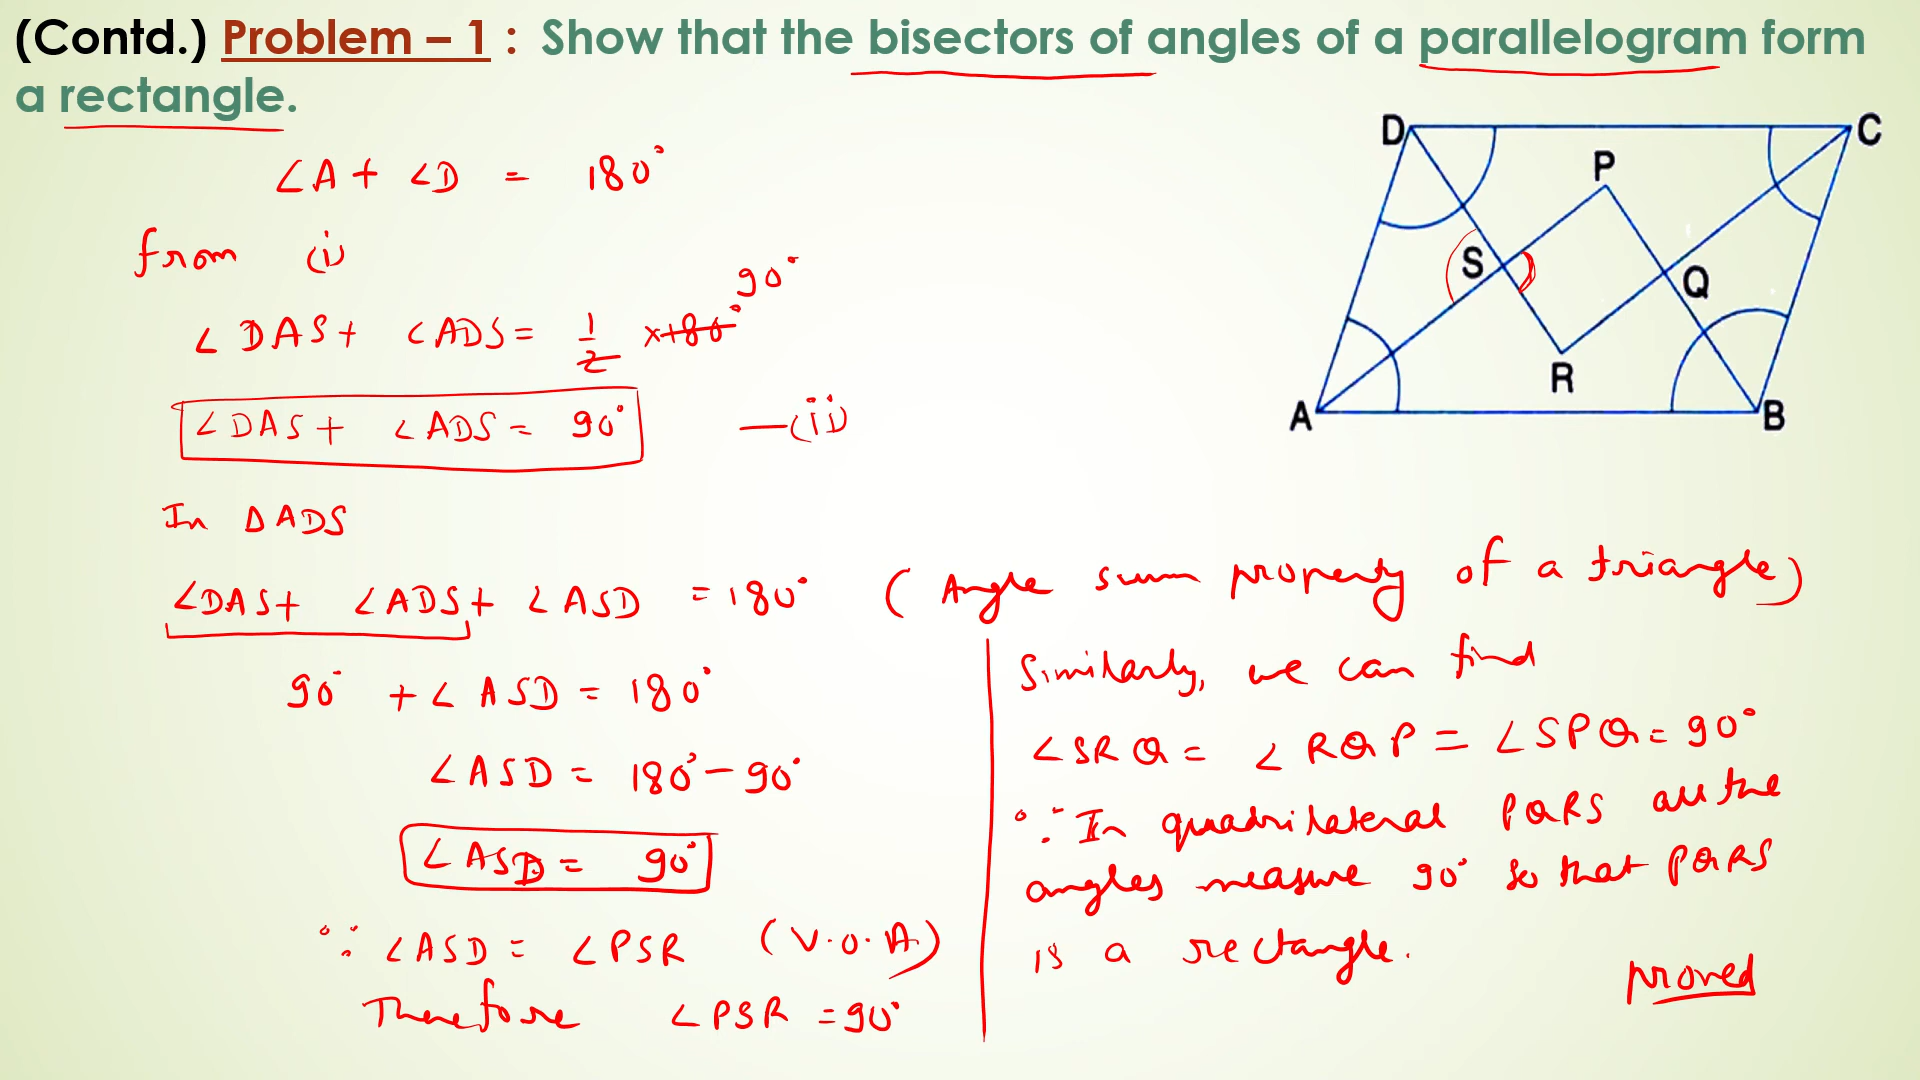 (Contd.) Problem – 1 : Show that the bisectors of angles of a parallelogram form
a rectangle.
∠A + ∠D = 180°
from (i)
90°
∠DAS + ∠ADS = 1/2 × 180°
∠DAS + ∠ADS = 90° —(ii)
In ΔADS
∠DAS + ∠ADS + ∠ASD = 180° (Angle sum property of a triangle)
90° + ∠ASD = 180°
∠ASD = 180° – 90°
∠ASD = 90°
∵ ∠ASD = ∠PSR (V.O.A)
Therefore ∠PSR = 90°
Similarly, we can find
∠SRQ = ∠RQP = ∠SPQ = 90°
∵ In quadrilateral PQRS all the
angles measure 90° so that PQRS
is a rectangle.
proved
D
C
P
S
Q
R
A
B